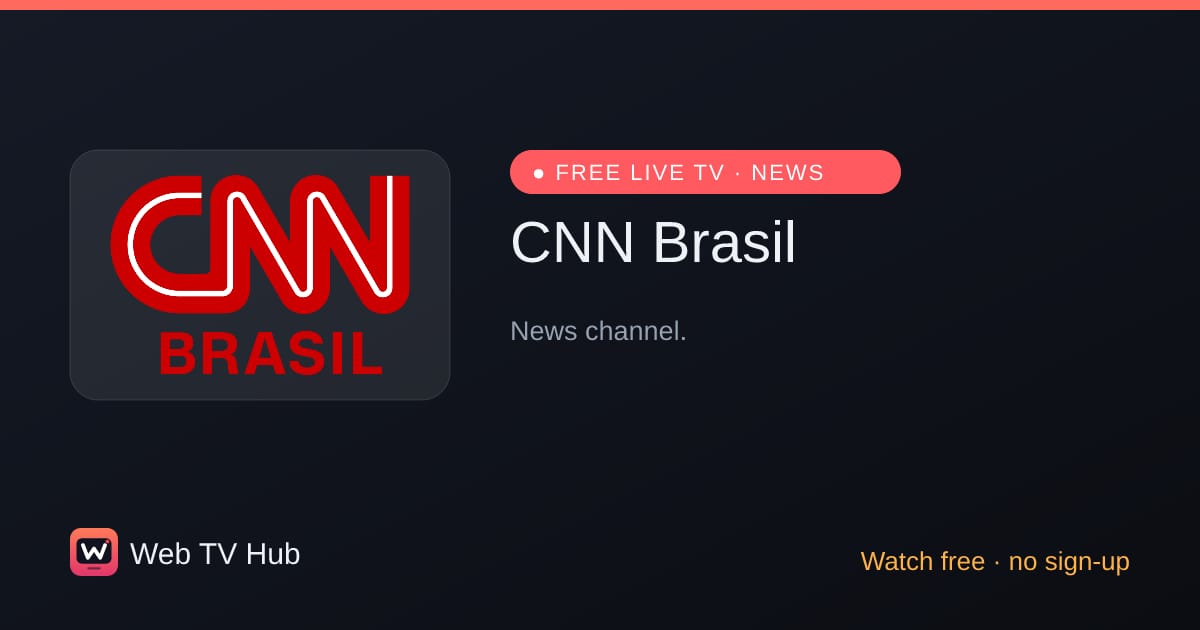 CNN
BRASIL
• FREE LIVE TV · NEWS
CNN Brasil
News channel.
W
Web TV Hub
Watch free · no sign-up